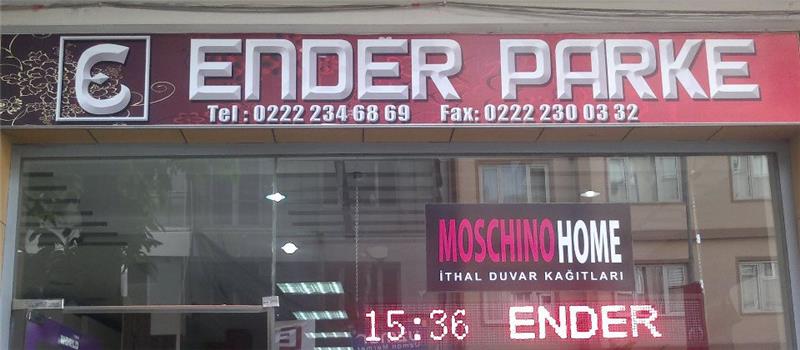 e ENDER PARKE
Tel : 0222 234 68 69 Fax: 0222 230 03 32
MOSCHINO HOME
İTHAL DUVAR KAĞITLARI
15:36 ENDER